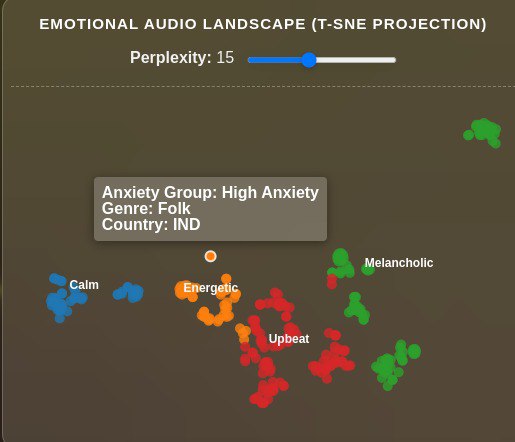 EMOTIONAL AUDIO LANDSCAPE (T-SNE PROJECTION)
Perplexity: 15
Anxiety Group: High Anxiety
Genre: Folk
Country: IND
Melancholic
Calm
Energetic
Upbeat